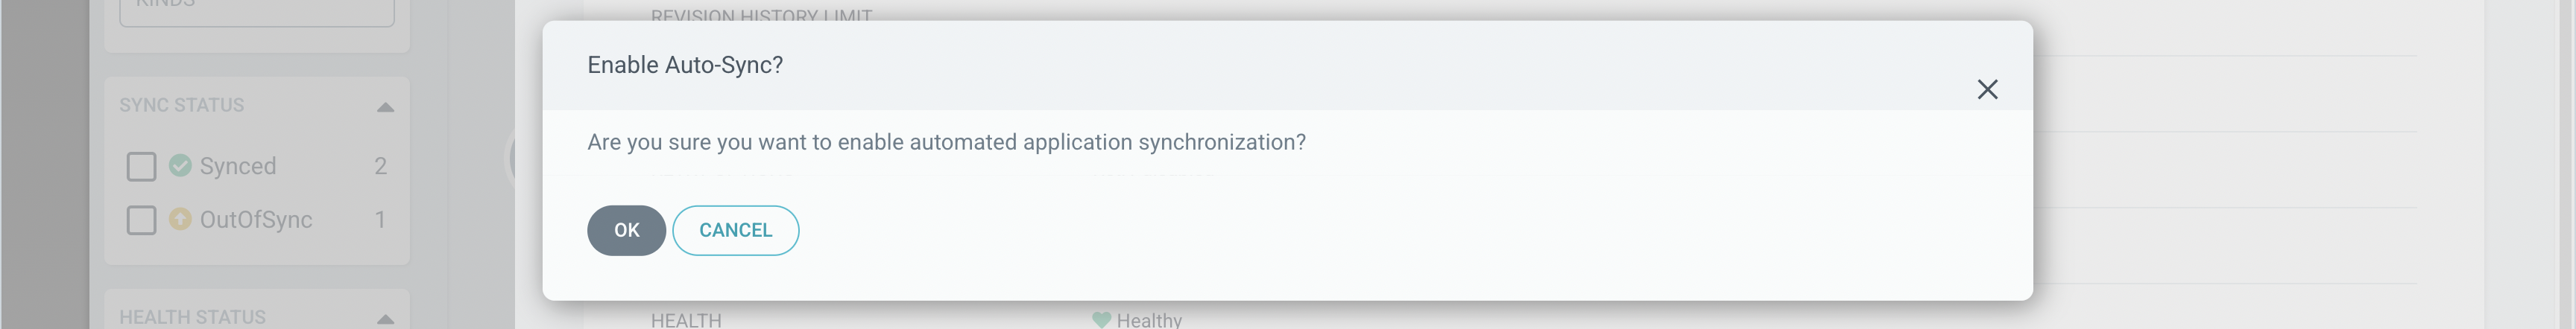 KINDS
REVISION HISTORY LIMIT
Enable Auto-Sync?
SYNC STATUS
Are you sure you want to enable automated application synchronization?
Synced 2
OutOfSync 1
OK CANCEL
HEALTH STATUS
HEALTH Healthy